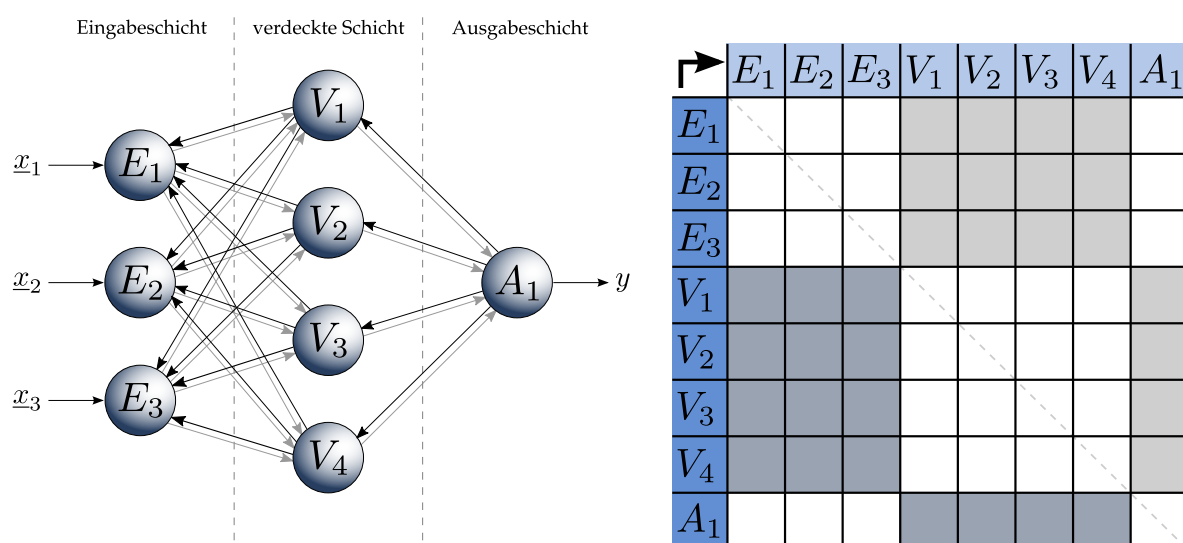 Eingabeschicht verdeckte Schicht Ausgabeschicht
V1
E1
x1
V2
E2
x2
A1
y
V3
E3
x3
V4
E1 E2 E3 V1 V2 V3 V4 A1
E1
E2
E3
V1
V2
V3
V4
A1